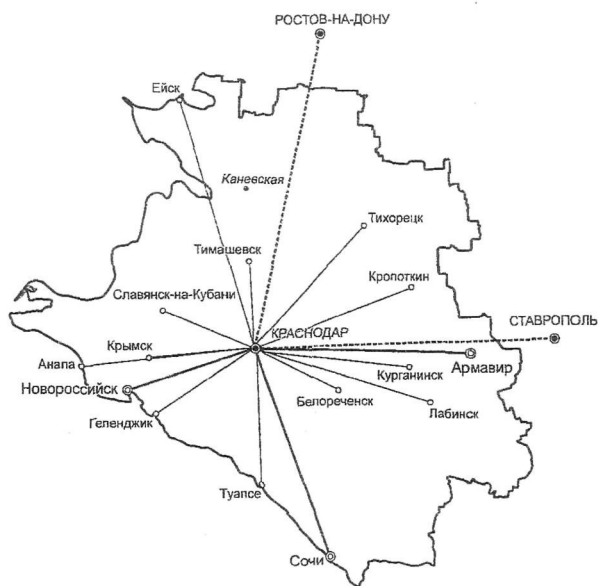 РОСТОВ-НА-ДОНУ
Ейск
Каневская
Тихорецк
Тимашевск
Кропоткин
Славянск-на-Кубани
СТАВРОПОЛЬ
КРАСНОДАР
Крымск
Анапа
Армавир
Курганинск
Новороссийск
Белореченск
Лабинск
Геленджик
Туапсе
Сочи